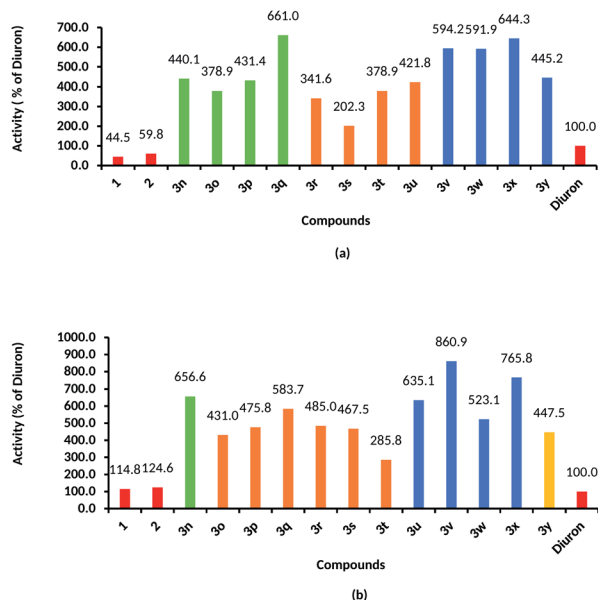 Activity ( % of Diuron)
700.0
600.0
500.0
400.0
300.0
200.0
100.0
0.0
44.5 59.8 440.1 378.9 431.4 661.0 341.6 202.3 378.9 421.8 594.2 591.9 644.3 445.2 100.0
1 2 3n 3o 3p 3q 3r 3s 3t 3u 3v 3w 3x 3y Diuron
Compounds
(a)
Activity (% of Diuron)
1000.0
900.0
800.0
700.0
600.0
500.0
400.0
300.0
200.0
100.0
0.0
114.8 124.6 656.6 431.0 475.8 583.7 485.0 467.5 285.8 635.1 860.9 523.1 765.8 447.5 100.0
1 2 3n 3o 3p 3q 3r 3s 3t 3u 3v 3w 3x 3y Diuron
Compounds
(b)